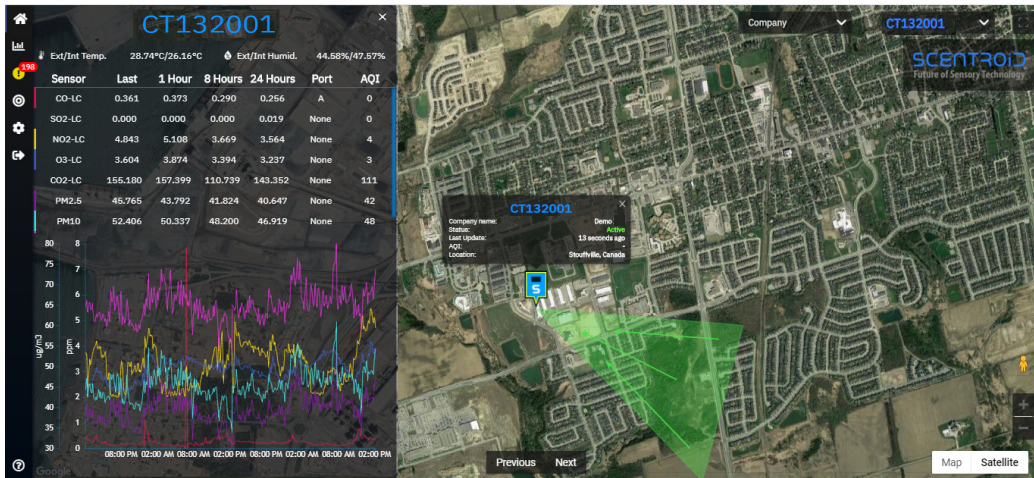 CT132001
×
198
Ext/Int Temp. 28.74°C/26.16°C Ext/Int Humid. 44.58%/47.57%
Sensor Last 1 Hour 8 Hours 24 Hours Port AQI
CO-LC 0.361 0.373 0.290 0.256 A 0
SO2-LC 0.000 0.000 0.000 0.019 None 0
NO2-LC 4.843 5.108 3.669 3.564 None 4
O3-LC 3.604 3.874 3.394 3.237 None 3
CO2-LC 155.180 157.399 110.739 143.352 None 111
PM2.5 45.765 43.792 41.824 40.647 None 42
PM10 52.406 50.337 48.200 46.919 None 48
80 8
75
70 7
65 6
60
55 5
50 4
45 3
40 2
35 1
30 0
ug/m3
ppm
08:00 PM 02:00 AM 08:00 AM 02:00 PM 08:00 PM 02:00 AM 08:00 AM 02:00 PM
Google
Company
CT132001
SCENTROID
Future of Sensory Technology
CT132001
×
Company name: Demo
Status: Active
Last Update: 13 seconds ago
AQI: -
Location: Stouffville, Canada
S
Previous Next
+
−
Map Satellite